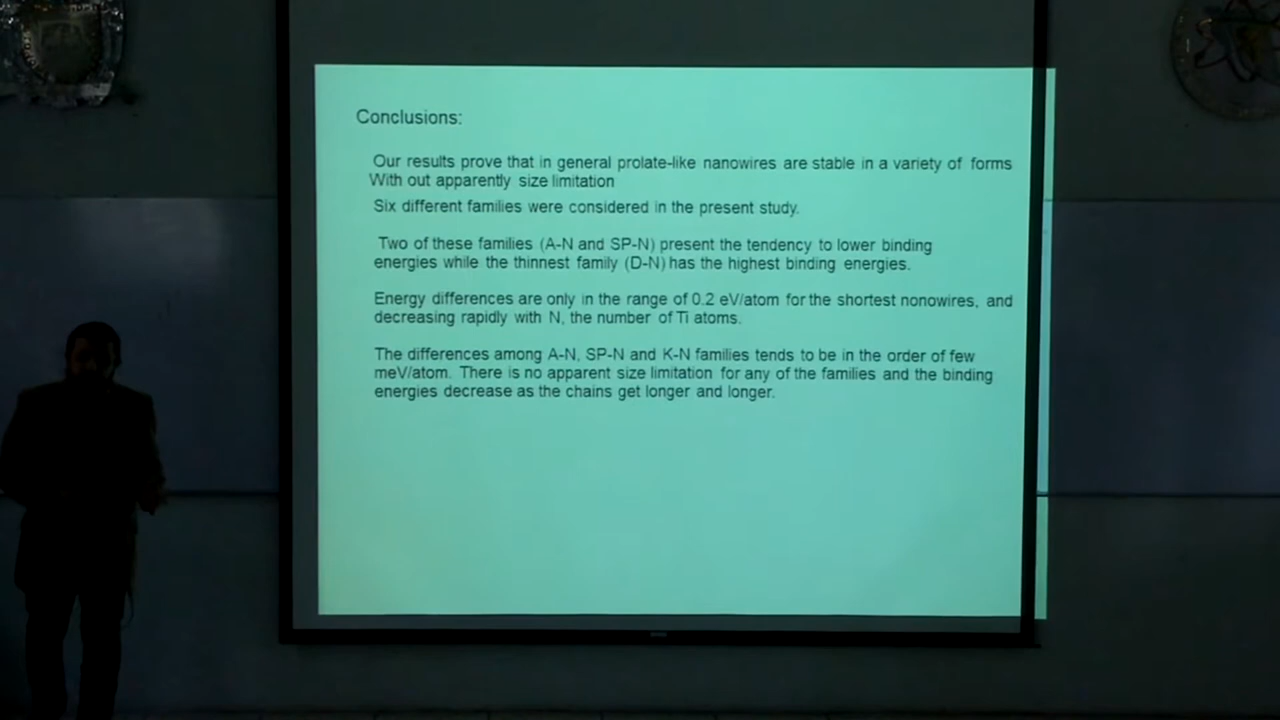 Conclusions:
Our results prove that in general prolate-like nanowires are stable in a variety of forms
With out apparently size limitation
Six different families were considered in the present study.
Two of these families (A-N and SP-N) present the tendency to lower binding
energies while the thinnest family (D-N) has the highest binding energies.
Energy differences are only in the range of 0.2 eV/atom for the shortest nonowires, and
decreasing rapidly with N, the number of Ti atoms.
The differences among A-N, SP-N and K-N families tends to be in the order of few
meV/atom. There is no apparent size limitation for any of the families and the binding
energies decrease as the chains get longer and longer.